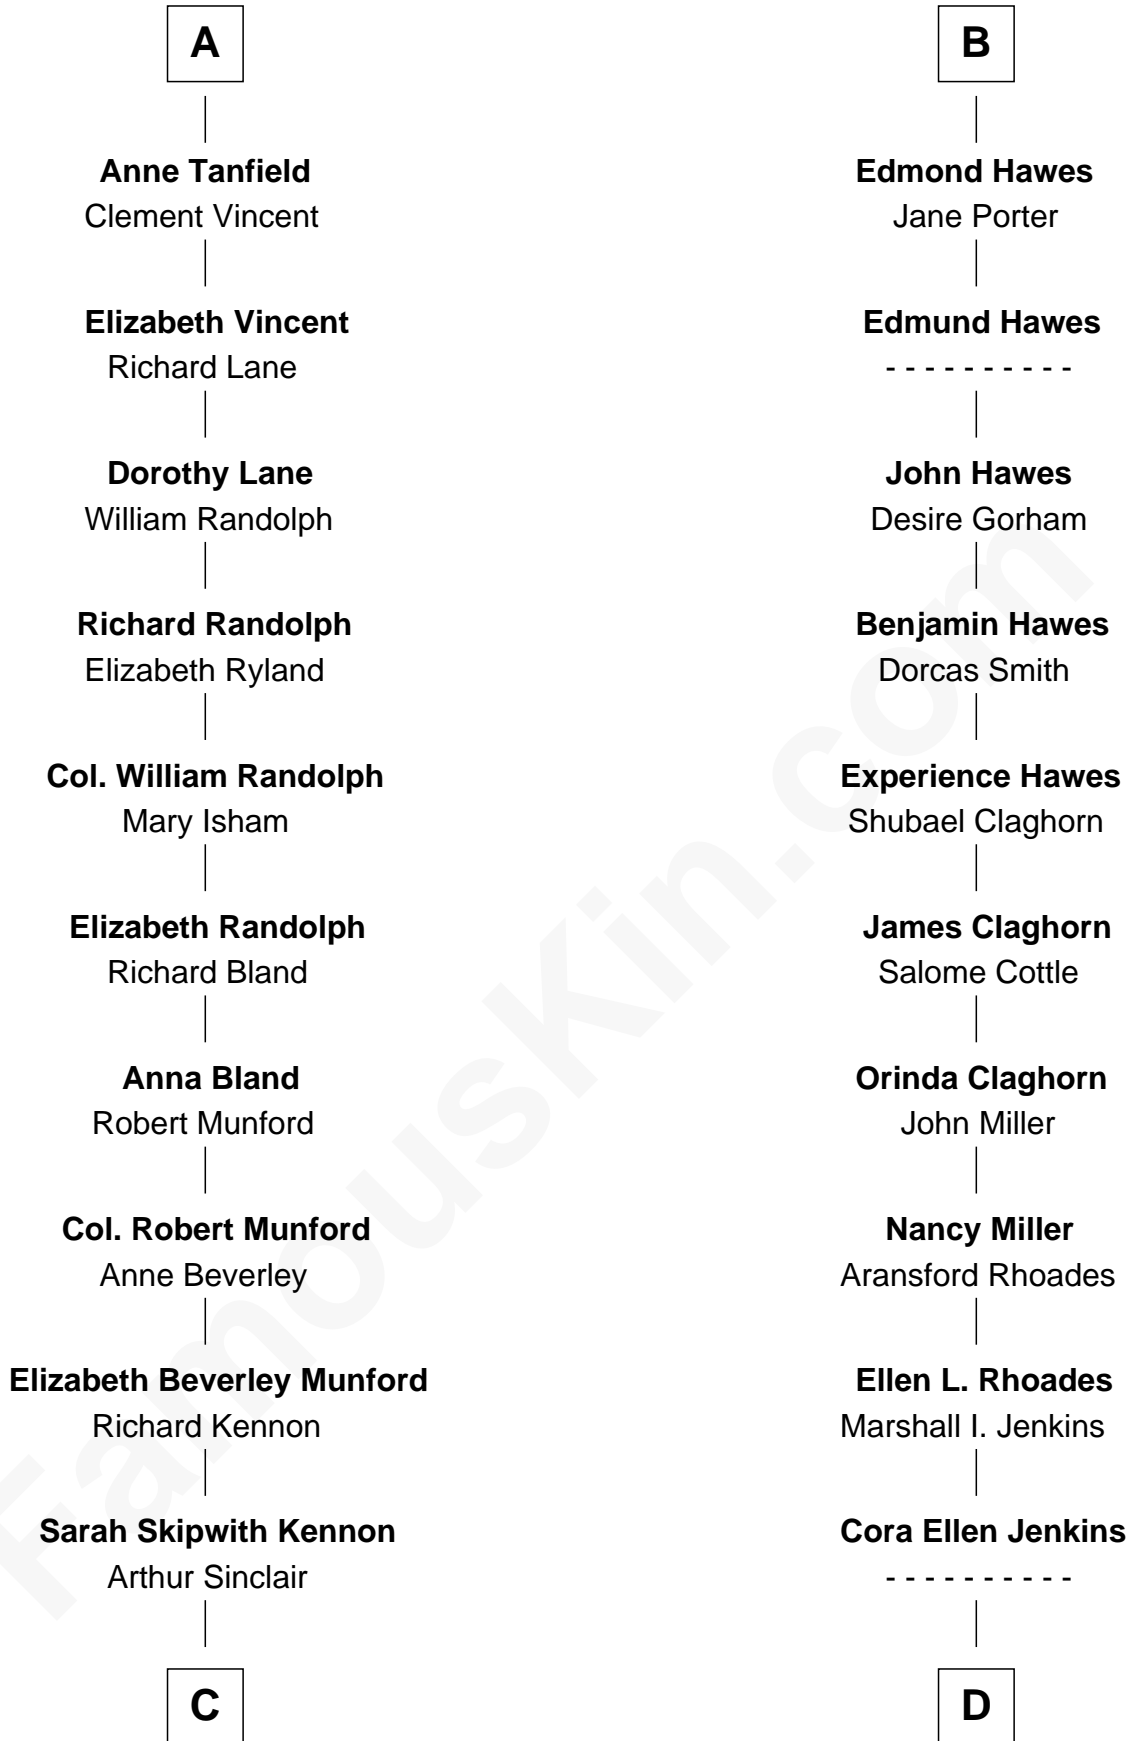 A
Anne Tanfield
Clement Vincent
Elizabeth Vincent
Richard Lane
Dorothy Lane
William Randolph
Richard Randolph
Elizabeth Ryland
Col. William Randolph
Mary Isham
Elizabeth Randolph
Richard Bland
Anna Bland
Robert Munford
Col. Robert Munford
Anne Beverley
Elizabeth Beverley Munford
Richard Kennon
Sarah Skipwith Kennon
Arthur Sinclair
C
B
Edmond Hawes
Jane Porter
Edmund Hawes
- - - - - - - - - -
John Hawes
Desire Gorham
Benjamin Hawes
Dorcas Smith
Experience Hawes
Shubael Claghorn
James Claghorn
Salome Cottle
Orinda Claghorn
John Miller
Nancy Miller
Aransford Rhoades
Ellen L. Rhoades
Marshall I. Jenkins
Cora Ellen Jenkins
- - - - - - - - - -
D
FamousKin.com